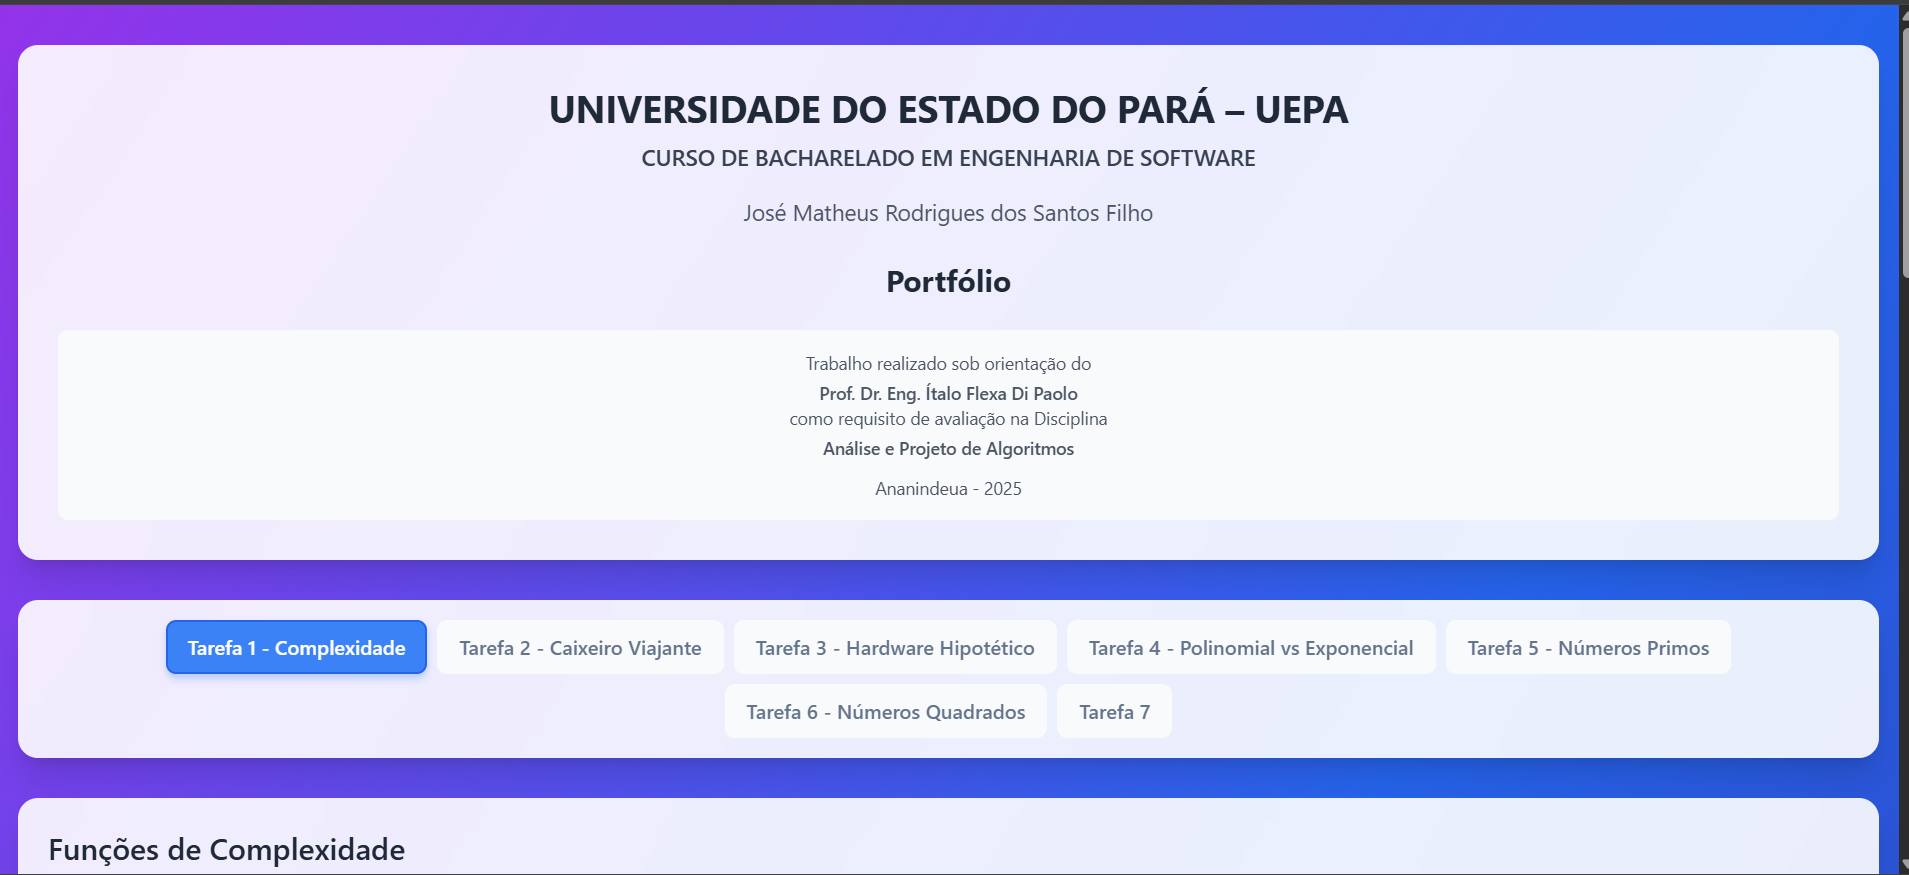 UNIVERSIDADE DO ESTADO DO PARÁ – UEPA
CURSO DE BACHARELADO EM ENGENHARIA DE SOFTWARE
José Matheus Rodrigues dos Santos Filho
Portfólio
Trabalho realizado sob orientação do
Prof. Dr. Eng. Ítalo Flexa Di Paolo
como requisito de avaliação na Disciplina
Análise e Projeto de Algoritmos
Ananindeua - 2025
Tarefa 1 - Complexidade
Tarefa 2 - Caixeiro Viajante
Tarefa 3 - Hardware Hipotético
Tarefa 4 - Polinomial vs Exponencial
Tarefa 5 - Números Primos
Tarefa 6 - Números Quadrados
Tarefa 7
Funções de Complexidade